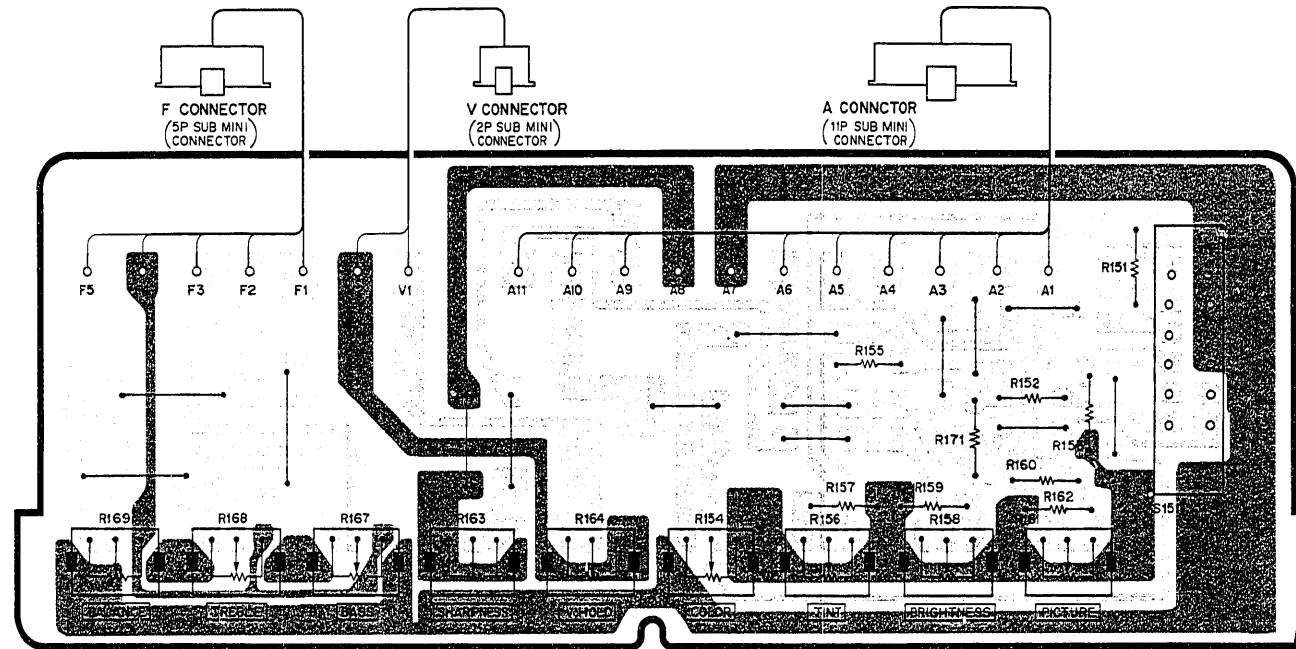 F CONNECTOR
(5P SUB MINI)
CONNECTOR
V CONNECTOR
(2P SUB MINI)
CONNECTOR
A CONNCTOR
(11P SUB MINI)
CONNECTOR
F5 F3 F2 F1 V1 A11 A10 A9 A8 A7 A6 A5 A4 A3 A2 A1
R151
R155
R152
R171
R160
R157 R159 R162
R169 R168 R167 R163 R164 R154 R156 R158
BALANCE TREBLE BASS SHARPNESS V.HOLD COLOR TINT BRIGHTNESS PICTURE